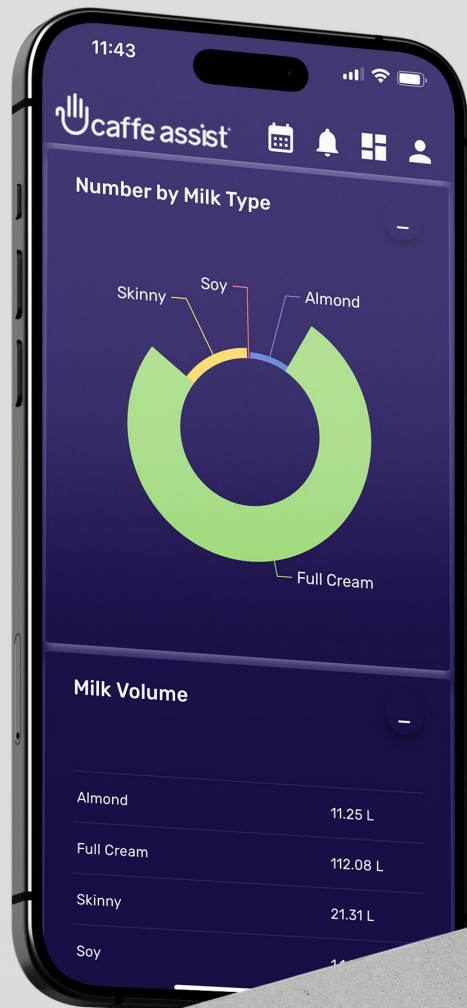 11:43
caffe assist
Number by Milk Type
Soy
Skinny
Almond
Full Cream
Milk Volume
Almond 11.25 L
Full Cream 112.08 L
Skinny 21.31 L
Soy